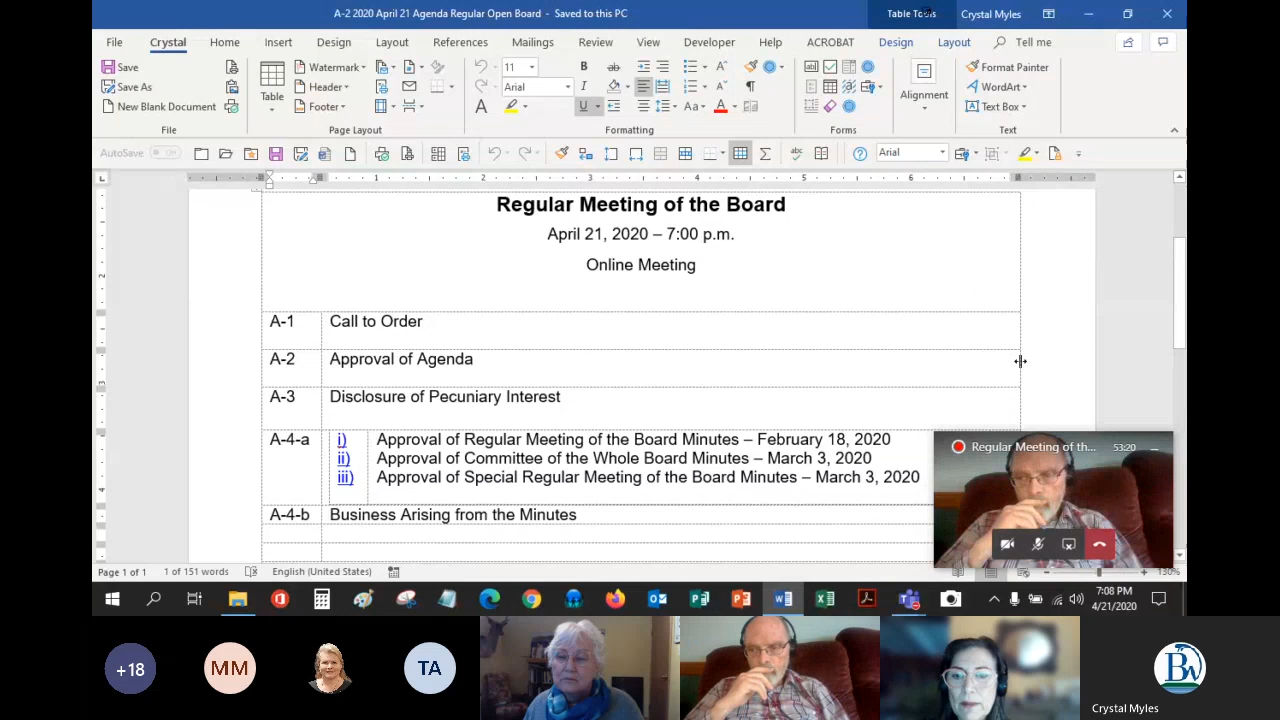 A-2 2020 April 21 Agenda Regular Open Board - Saved to this PC
Table Tools
Crystal Myles
File Crystal Home Insert Design Layout References Mailings Review View Developer Help ACROBAT Design Layout Tell me
Save
Save As
New Blank Document
File
Table
Watermark
Header
Footer
Page Layout
11
Arial
Formatting
Forms
Alignment
Format Painter
WordArt
Text Box
Text
AutoSave Off
Arial
1 2 3 4 5 6
Regular Meeting of the Board
April 21, 2020 – 7:00 p.m.
Online Meeting
A-1 Call to Order
A-2 Approval of Agenda
A-3 Disclosure of Pecuniary Interest
A-4-a i) Approval of Regular Meeting of the Board Minutes – February 18, 2020
ii) Approval of Committee of the Whole Board Minutes – March 3, 2020
iii) Approval of Special Regular Meeting of the Board Minutes – March 3, 2020
A-4-b Business Arising from the Minutes
Regular Meeting of th... 53:20
Page 1 of 1 1 of 151 words English (United States) 130%
7:08 PM
4/21/2020
+18 MM TA
Crystal Myles